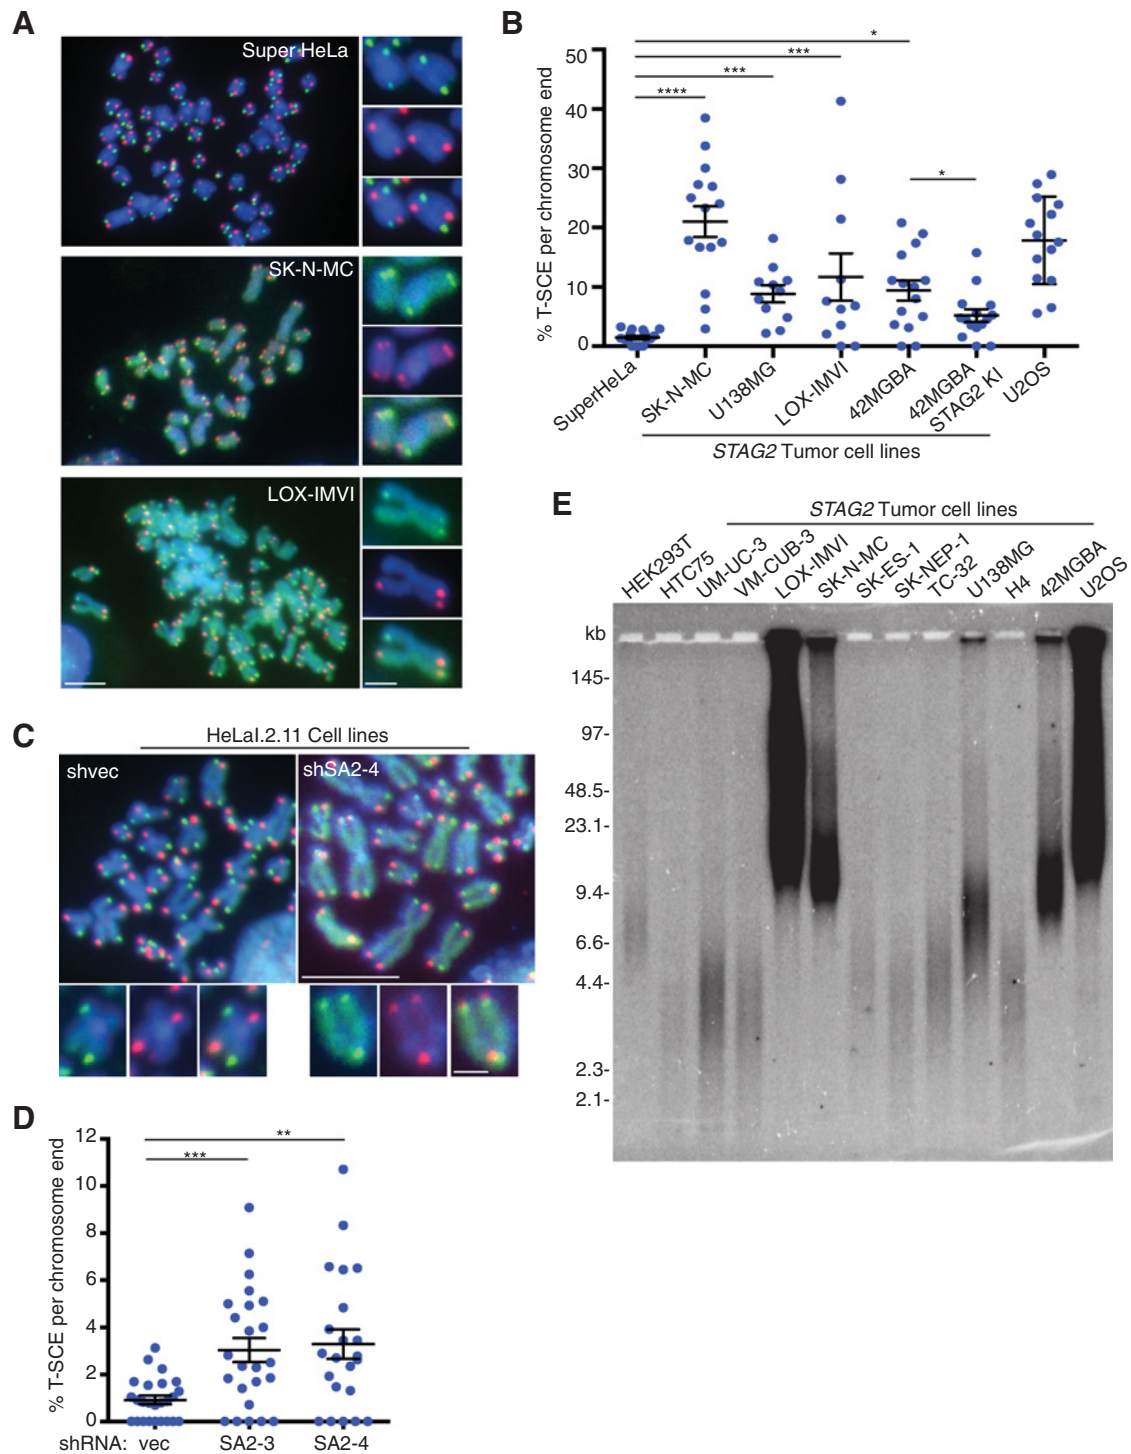 A
Super HeLa
SK-N-MC
LOX-IMVI
B
% T-SCE per chromosome end
50
40
30
20
10
0
*
***
***
****
*
SuperHeLa
SK-N-MC
U138MG
LOX-IMVI
42MGBA
42MGBA
STAG2 KI
U2OS
STAG2 Tumor cell lines
C
HeLaI.2.11 Cell lines
shvec
shSA2-4
D
% T-SCE per chromosome end
12
10
8
6
4
2
0
**
***
shRNA: vec SA2-3 SA2-4
E
STAG2 Tumor cell lines
HEK293T
HTC75
UM-UC-3
VM-CUB-3
LOX-IMVI
SK-N-MC
SK-ES-1
SK-NEP-1
TC-32
U138MG
H4
42MGBA
U2OS
kb
145-
97-
48.5-
23.1-
9.4-
6.6-
4.4-
2.3-
2.1-